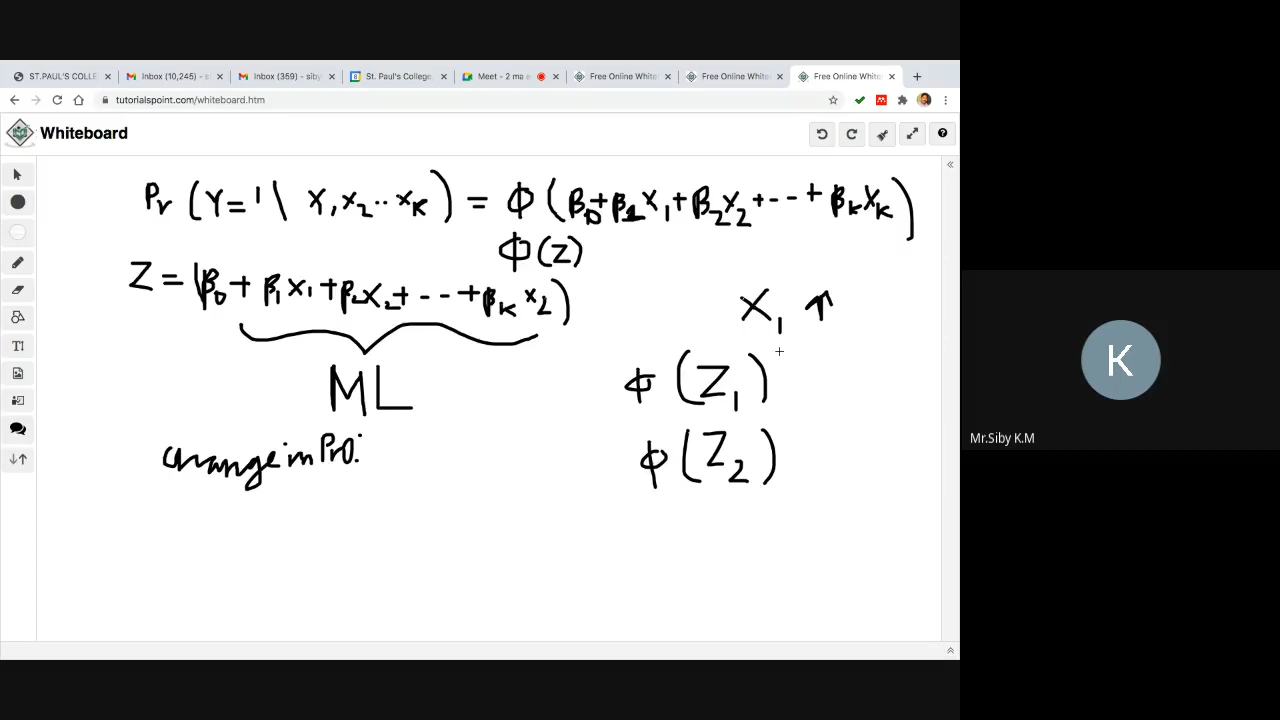 ST.PAUL'S COLLE
Inbox (10,245) - s
Inbox (359) - siby
St. Paul's College
Meet - 2 ma e
Free Online White
Free Online White
Free Online White
tutorialspoint.com/whiteboard.htm
Whiteboard
Pr (Y=1 \ X1 X2 .. XK) = Φ (β0+β1X1+β2X2+--+βKXK)
Φ(Z)
Z = (β0+β1X1+β2X2+--+βKX2)
X1 ↑
ML
Φ (Z1)
change in Pro.
Φ (Z2)
T
K
Mr.Siby K.M